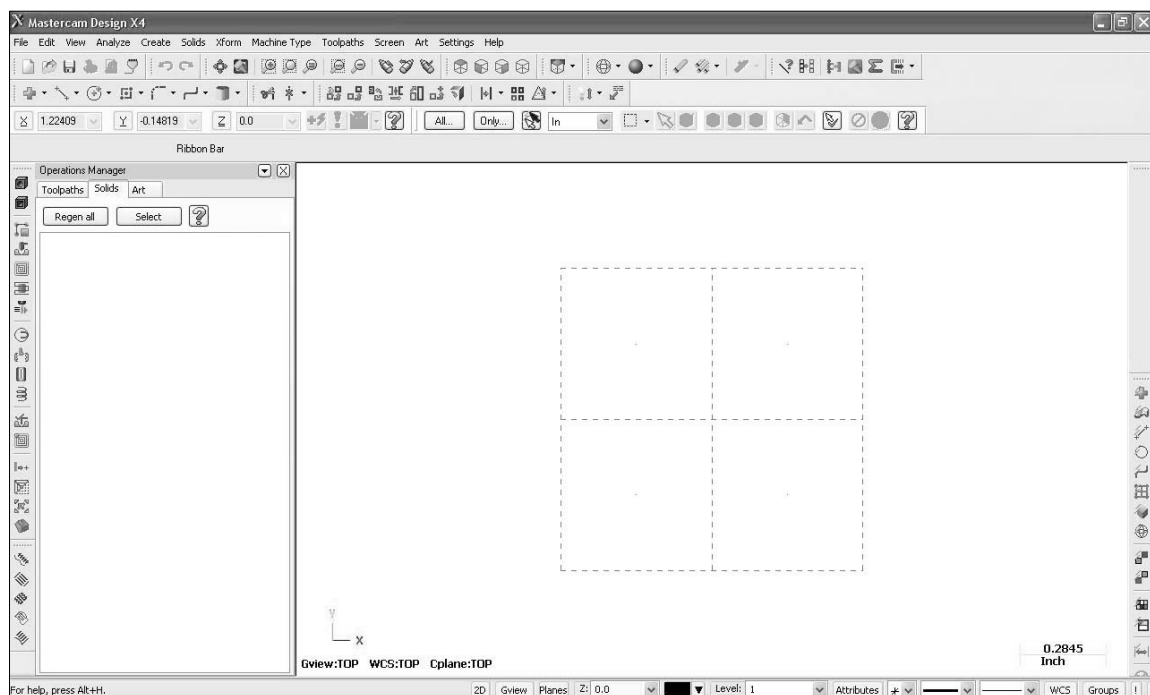 Mastercam Design X4
File Edit View Analyze Create Solids Xform Machine Type Toolpaths Screen Art Settings Help
X 1.22409 Y -0.14819 Z 0.0 All... Only... In
Ribbon Bar
Operations Manager
Toolpaths Solids Art
Regen all Select
Y
X
Gview:TOP WCS:TOP Cplane:TOP
0.2845
Inch
For help, press Alt+H. 2D Gview Planes Z: 0.0 Level: 1 Attributes WCS Groups